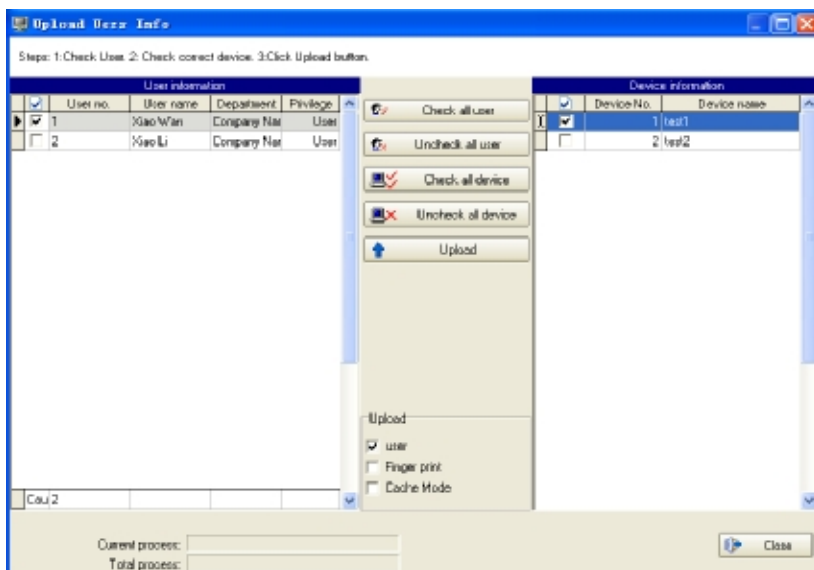 Upload User Info
Steps: 1:Check User. 2: Check correct device. 3:Click Upload button.
User information
User no. User name Department Privilege
1 Xiao Wan Company Nar User
2 Xiao Li Company Nar User
Cou 2
Check all user
Uncheck all user
Check all device
Uncheck all device
Upload
Upload
user
Finger print
Cache Mode
Device information
Device No. Device name
1 test1
2 test2
Current process:
Total process:
Close